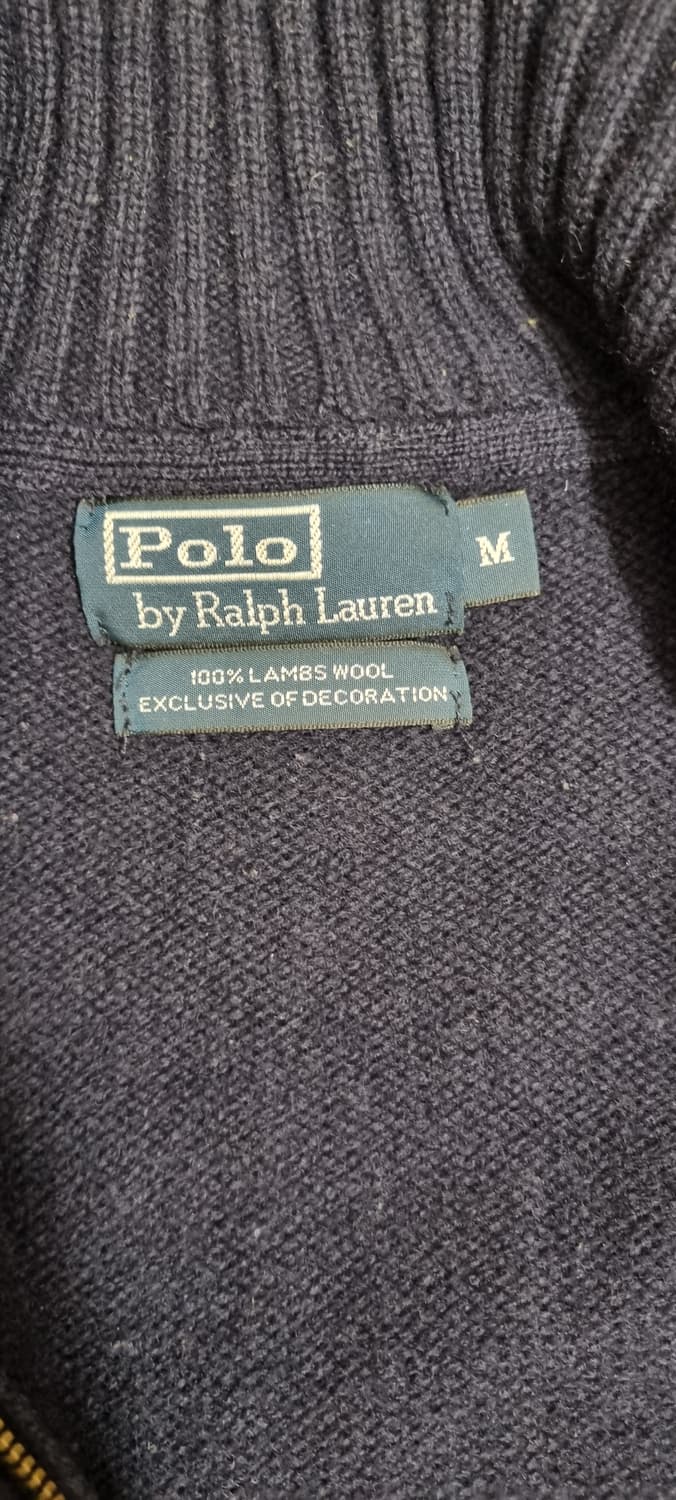 Polo
by Ralph Lauren
M
100% LAMBS WOOL
EXCLUSIVE OF DECORATION